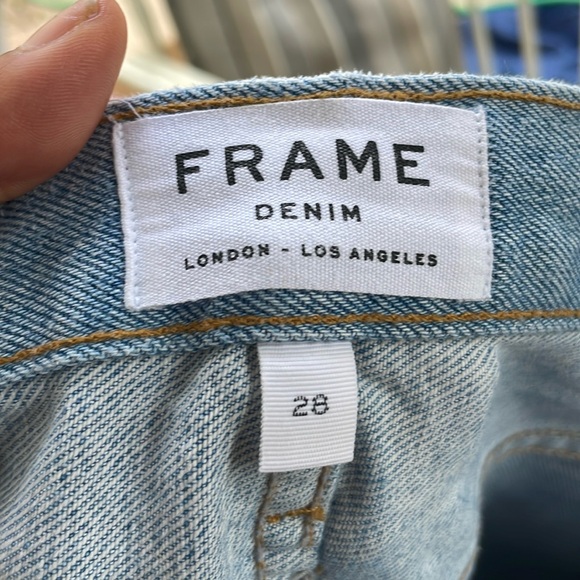 FRAME
DENIM
LONDON - LOS ANGELES
28